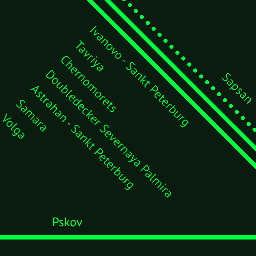 Ivanovo - Sankt Peterburg
Tavriya
Chernomorets
Doubledecker Severnaya Palmira
Astrahan - Sankt Peterburg
Samara
Volga
Sapsan
Pskov